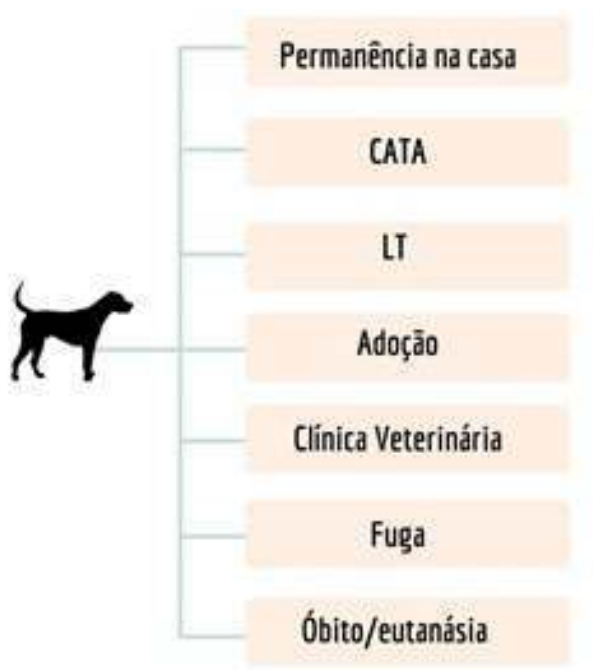 Permanência na casa
CATA
LT
Adoção
Clínica Veterinária
Fuga
Óbito/eutanásia